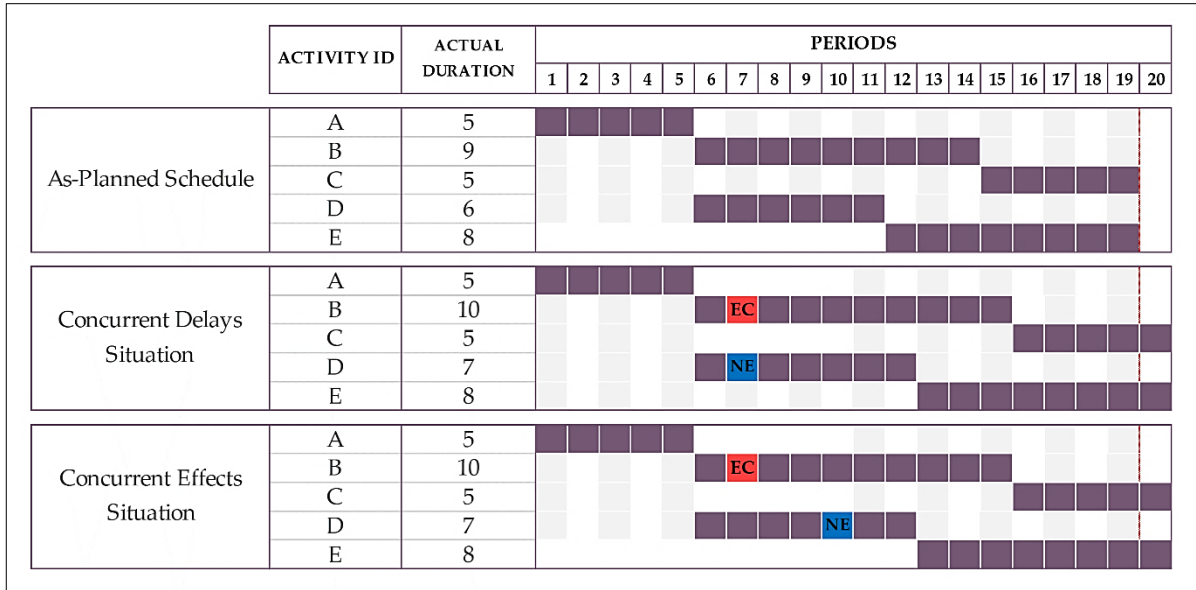 ACTIVITY ID ACTUAL DURATION PERIODS
1 2 3 4 5 6 7 8 9 10 11 12 13 14 15 16 17 18 19 20
As-Planned Schedule
A 5
B 9
C 5
D 6
E 8
Concurrent Delays
Situation
A 5
B 10 EC
C 5
D 7 NE
E 8
Concurrent Effects
Situation
A 5
B 10 EC
C 5
D 7 NE
E 8